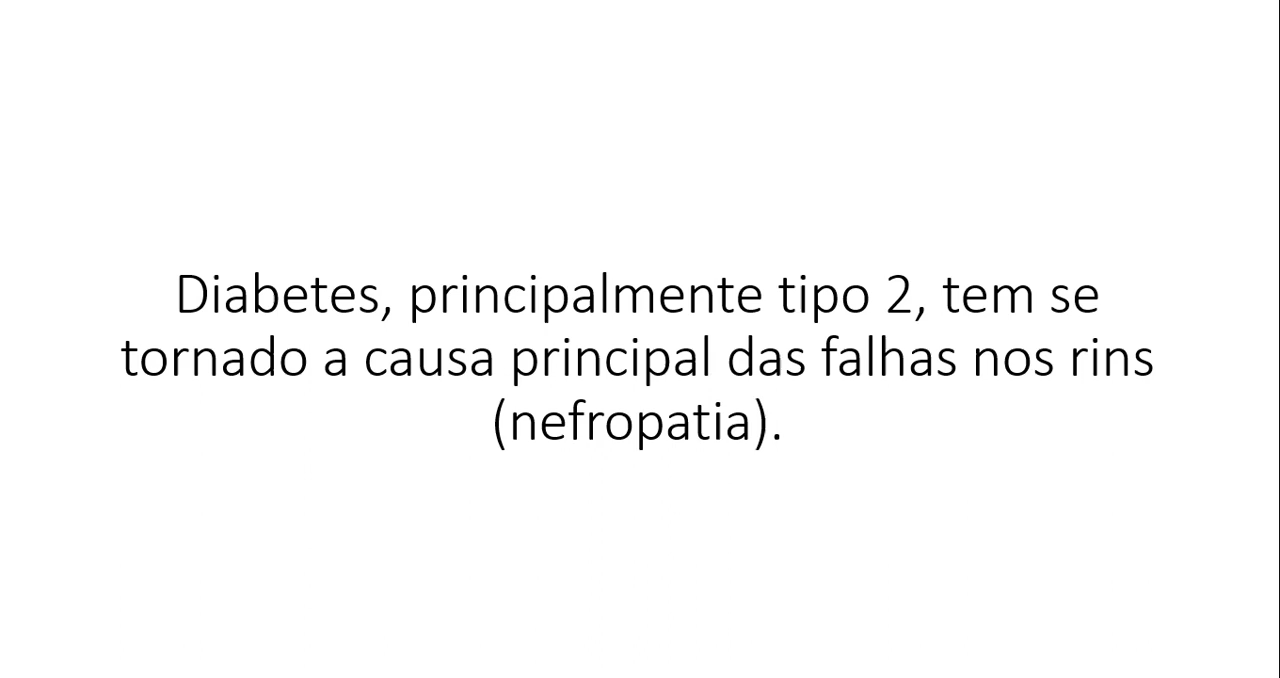 Diabetes, principalmente tipo 2, tem se
tornado a causa principal das falhas nos rins
(nefropatia).